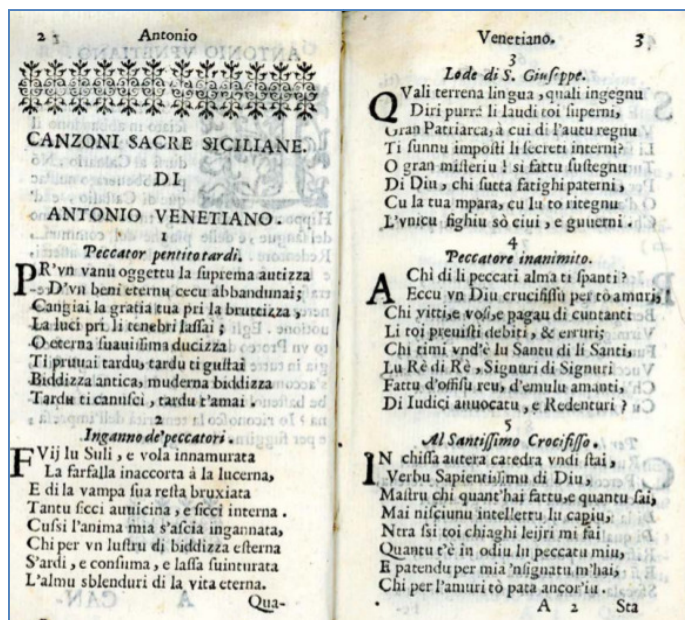 2 Antonio
CANZONI SACRE SICILIANE.
DI
ANTONIO VENETIANO.
1
Peccator pentito tardi.
PR'vn vanu oggettu la suprema autizza
D'vn beni eternu cecu abbandunai;
Cangiai la gratia tua pri la bruttizza,
La luci pri li tenebri lassai;
O eterna suauissima ducizza
Ti pruuai tardu, tardu ti gustai
Biddizza antica, muderna biddizza
Tardu ti canusci, tardu t'amai.
2
Inganno de'peccatori.
FVij lu Suli, e vola innamurata
La farfalla inaccorta à la lucerna,
E di la vampa sua resta bruxiata
Tantu sicci auuicina, e sicci interna.
Cussi l'anima mia s'ascia ingannata,
Chi per vn lustru di biddizza esterna
S'ardi, e consuma, e lassa suinturata
L'almu sblenduri di la vita eterna.
Qua-
Venetiano. 3
3
Lode di S. Giuseppe.
QVali terrena lingua, quali ingegnu
Diri purrà li laudi toi superni,
Gran Patriarca, à cui di l'autu regnu
Ti sunnu imposti li secreti interni?
O gran misteriu! si fattu sustegnu
Di Diu, chi sutta fatighi paterni,
Cu la tua mpara, cu lu tò ritegnu
L'vnicu fighiu sò ciui, e guuerni.
4
Peccatore inanimito.
AChi di li peccati alma ti spanti?
Eccu vn Diu crucifissu per tò amuri,
Chi vitti, e vosi, e pagau di cuntanti
Li toi preuisti debiti, & erruri;
Chi timi vnd'è lu Santu di li Santi,
Lu Rè di Rè, Signuri di Signuri
Fattu d'offisu reu, d'emulu amanti,
Di Iudici auuocatu, e Redenturi?
5
Al Santissimo Crocifisso.
IN chissa autera catedra vndi stai,
Verbu Sapientissimu di Diu,
Mastru chi quant'hai fattu, e quantu sai,
Mai nisciunu intellettu lu capiu,
Ntra ssi toi chiaghi leijri mi fai
Quantu t'è in odiu lu peccatu miu,
E patendu per mia 'nsignatu m'hai,
Chi per l'amuri tò pata ancor'iu.
A 2 Sta